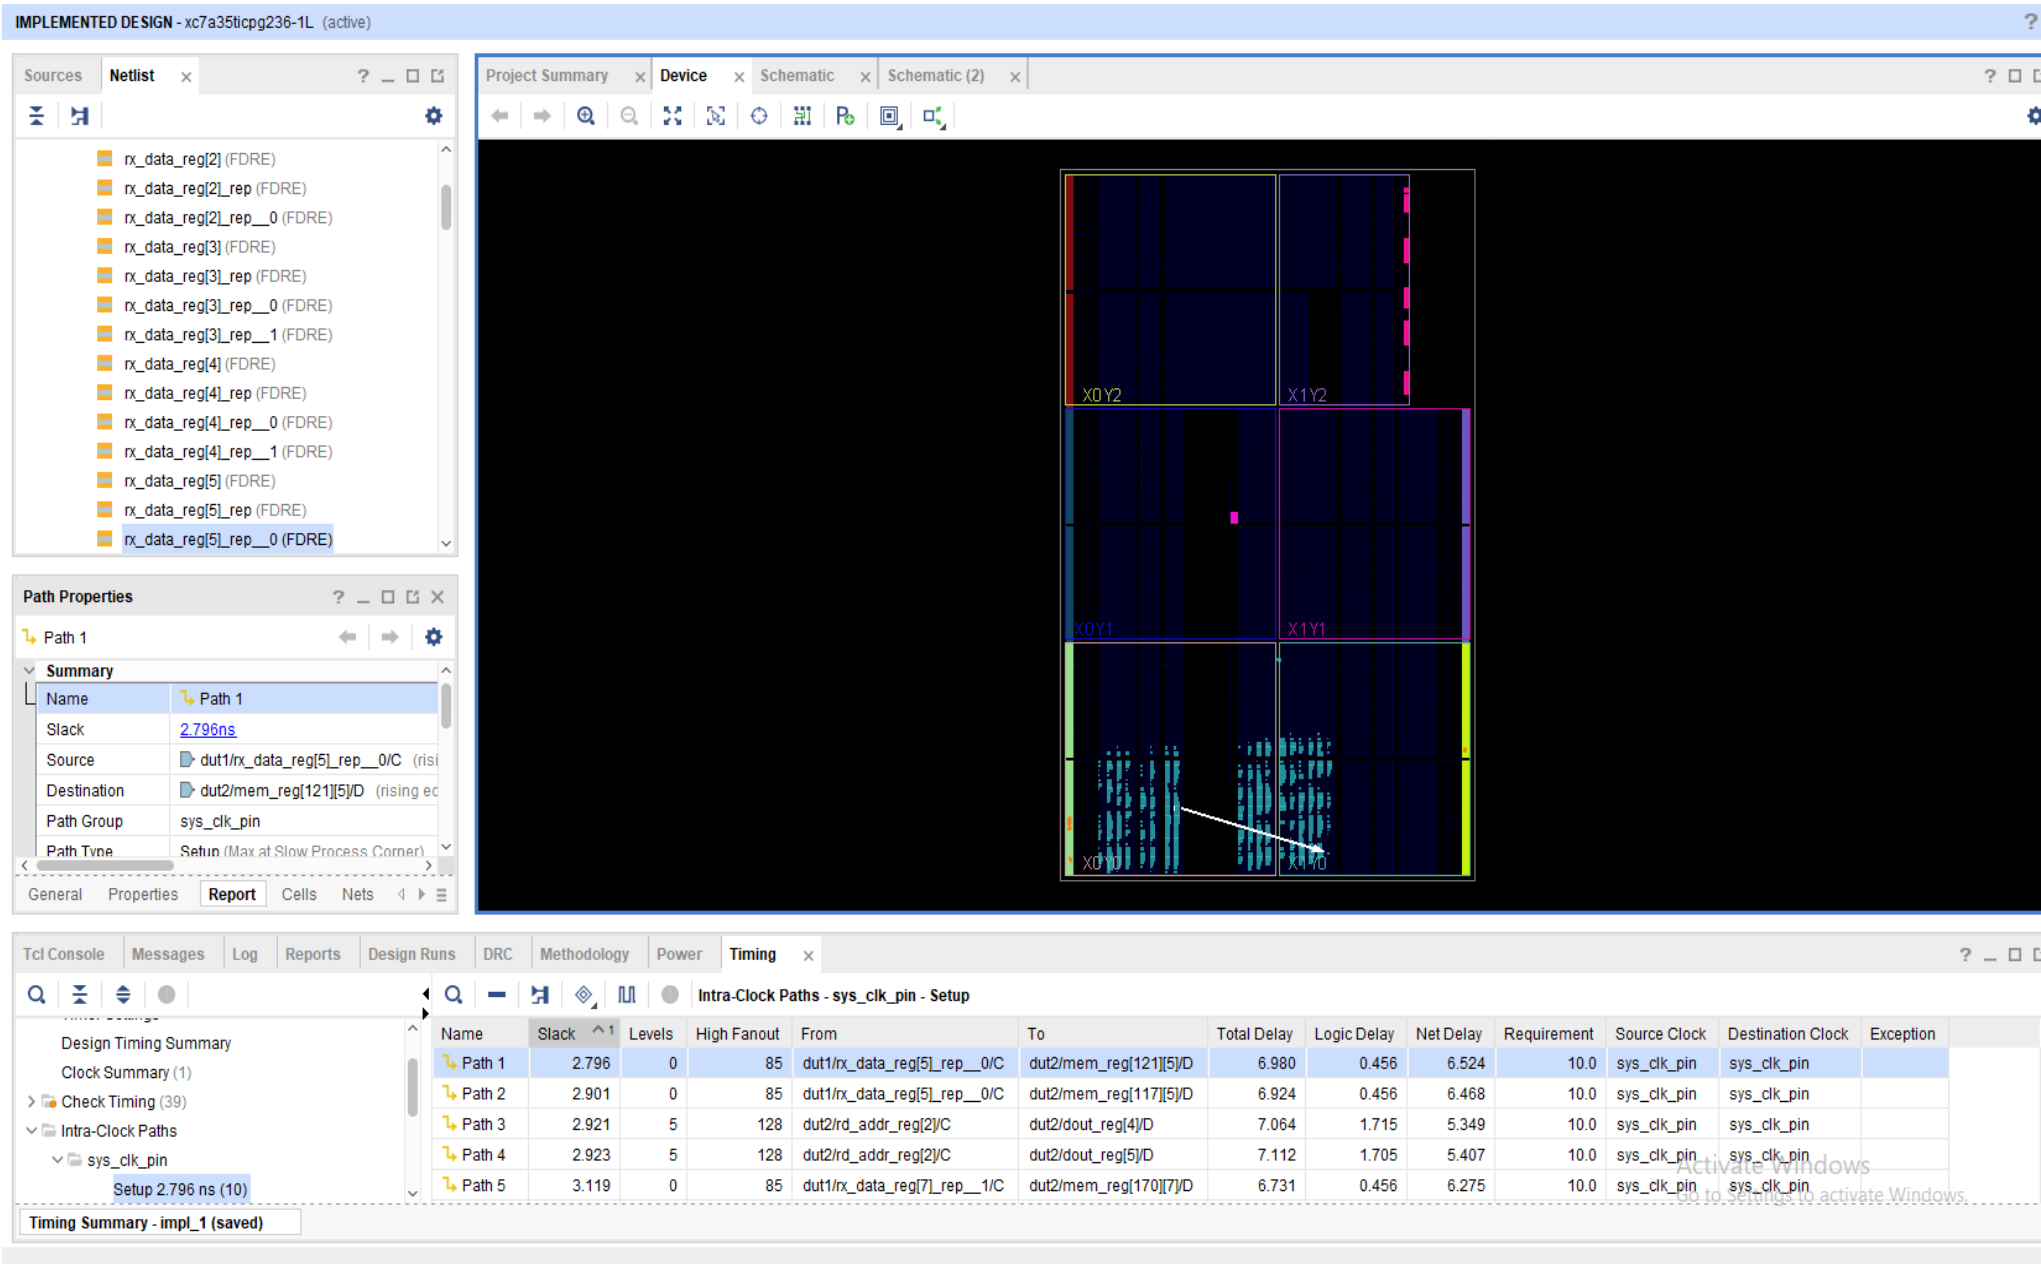 IMPLEMENTED DESIGN - xc7a35ticpg236-1L (active)
Sources Netlist
Project Summary Device Schematic Schematic (2)
rx_data_reg[2] (FDRE)
rx_data_reg[2]_rep (FDRE)
rx_data_reg[2]_rep__0 (FDRE)
rx_data_reg[3] (FDRE)
rx_data_reg[3]_rep (FDRE)
rx_data_reg[3]_rep__0 (FDRE)
rx_data_reg[3]_rep__1 (FDRE)
rx_data_reg[4] (FDRE)
rx_data_reg[4]_rep (FDRE)
rx_data_reg[4]_rep__0 (FDRE)
rx_data_reg[4]_rep__1 (FDRE)
rx_data_reg[5] (FDRE)
rx_data_reg[5]_rep (FDRE)
rx_data_reg[5]_rep__0 (FDRE)
X0Y2 X1Y2
X0Y1 X1Y1
X0Y0 X1Y0
Path Properties
Path 1
Summary
Name Path 1
Slack 2.796ns
Source dut1/rx_data_reg[5]_rep__0/C (risi
Destination dut2/mem_reg[121][5]/D (rising ed
Path Group sys_clk_pin
Path Type Setup (Max at Slow Process Corner)
General Properties Report Cells Nets
Tcl Console Messages Log Reports Design Runs DRC Methodology Power Timing
Intra-Clock Paths - sys_clk_pin - Setup
Timer Settings
Design Timing Summary
Clock Summary (1)
Check Timing (39)
Intra-Clock Paths
sys_clk_pin
Setup 2.796 ns (10)
Name Slack 1 Levels High Fanout From To Total Delay Logic Delay Net Delay Requirement Source Clock Destination Clock Exception
Path 1 2.796 0 85 dut1/rx_data_reg[5]_rep__0/C dut2/mem_reg[121][5]/D 6.980 0.456 6.524 10.0 sys_clk_pin sys_clk_pin
Path 2 2.901 0 85 dut1/rx_data_reg[5]_rep__0/C dut2/mem_reg[117][5]/D 6.924 0.456 6.468 10.0 sys_clk_pin sys_clk_pin
Path 3 2.921 5 128 dut2/rd_addr_reg[2]/C dut2/dout_reg[4]/D 7.064 1.715 5.349 10.0 sys_clk_pin sys_clk_pin
Path 4 2.923 5 128 dut2/rd_addr_reg[2]/C dut2/dout_reg[5]/D 7.112 1.705 5.407 10.0 sys_clk_pin sys_clk_pin
Path 5 3.119 0 85 dut1/rx_data_reg[7]_rep__1/C dut2/mem_reg[170][7]/D 6.731 0.456 6.275 10.0 sys_clk_pin sys_clk_pin
Activate Windows
Go to Settings to activate Windows.
Timing Summary - impl_1 (saved)